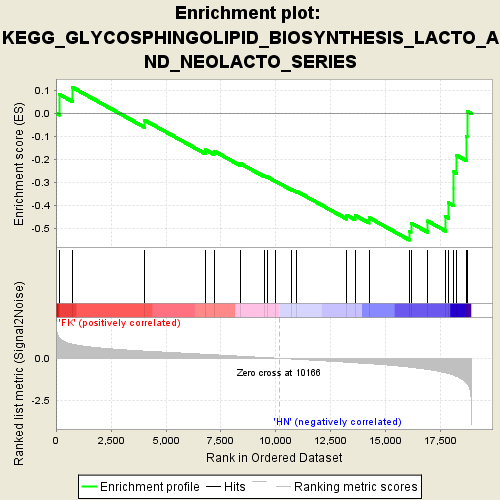 Enrichment plot:
KEGG_GLYCOSPHINGOLIPID_BIOSYNTHESIS_LACTO_A
ND_NEOLACTO_SERIES
Enrichment score (ES)
0.1
0.0
-0.1
-0.2
-0.3
-0.4
-0.5
'FK' (positively correlated)
Ranked list metric (Signal2Noise)
0.0
-2.5
Zero cross at 10166
'HN' (negatively correlated)
0 2,500 5,000 7,500 10,000 12,500 15,000 17,500
Rank in Ordered Dataset
Enrichment profile Hits Ranking metric scores